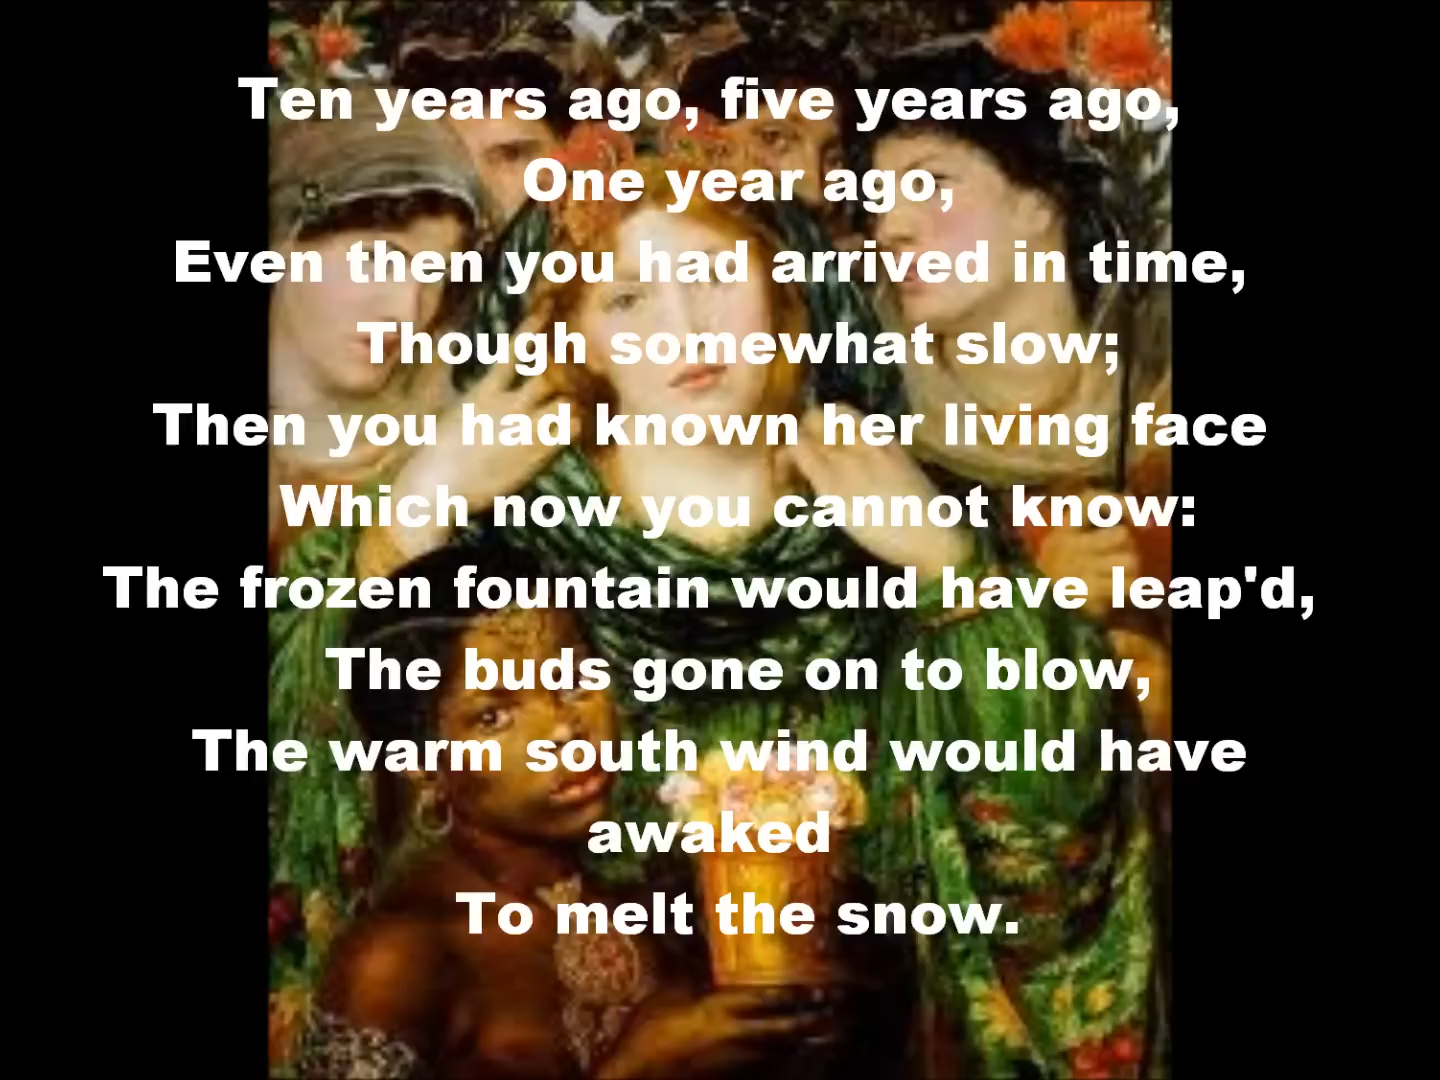 Ten years ago, five years ago,
One year ago,
Even then you had arrived in time,
Though somewhat slow;
Then you had known her living face
Which now you cannot know:
The frozen fountain would have leap'd,
The buds gone on to blow,
The warm south wind would have
awaked
To melt the snow.